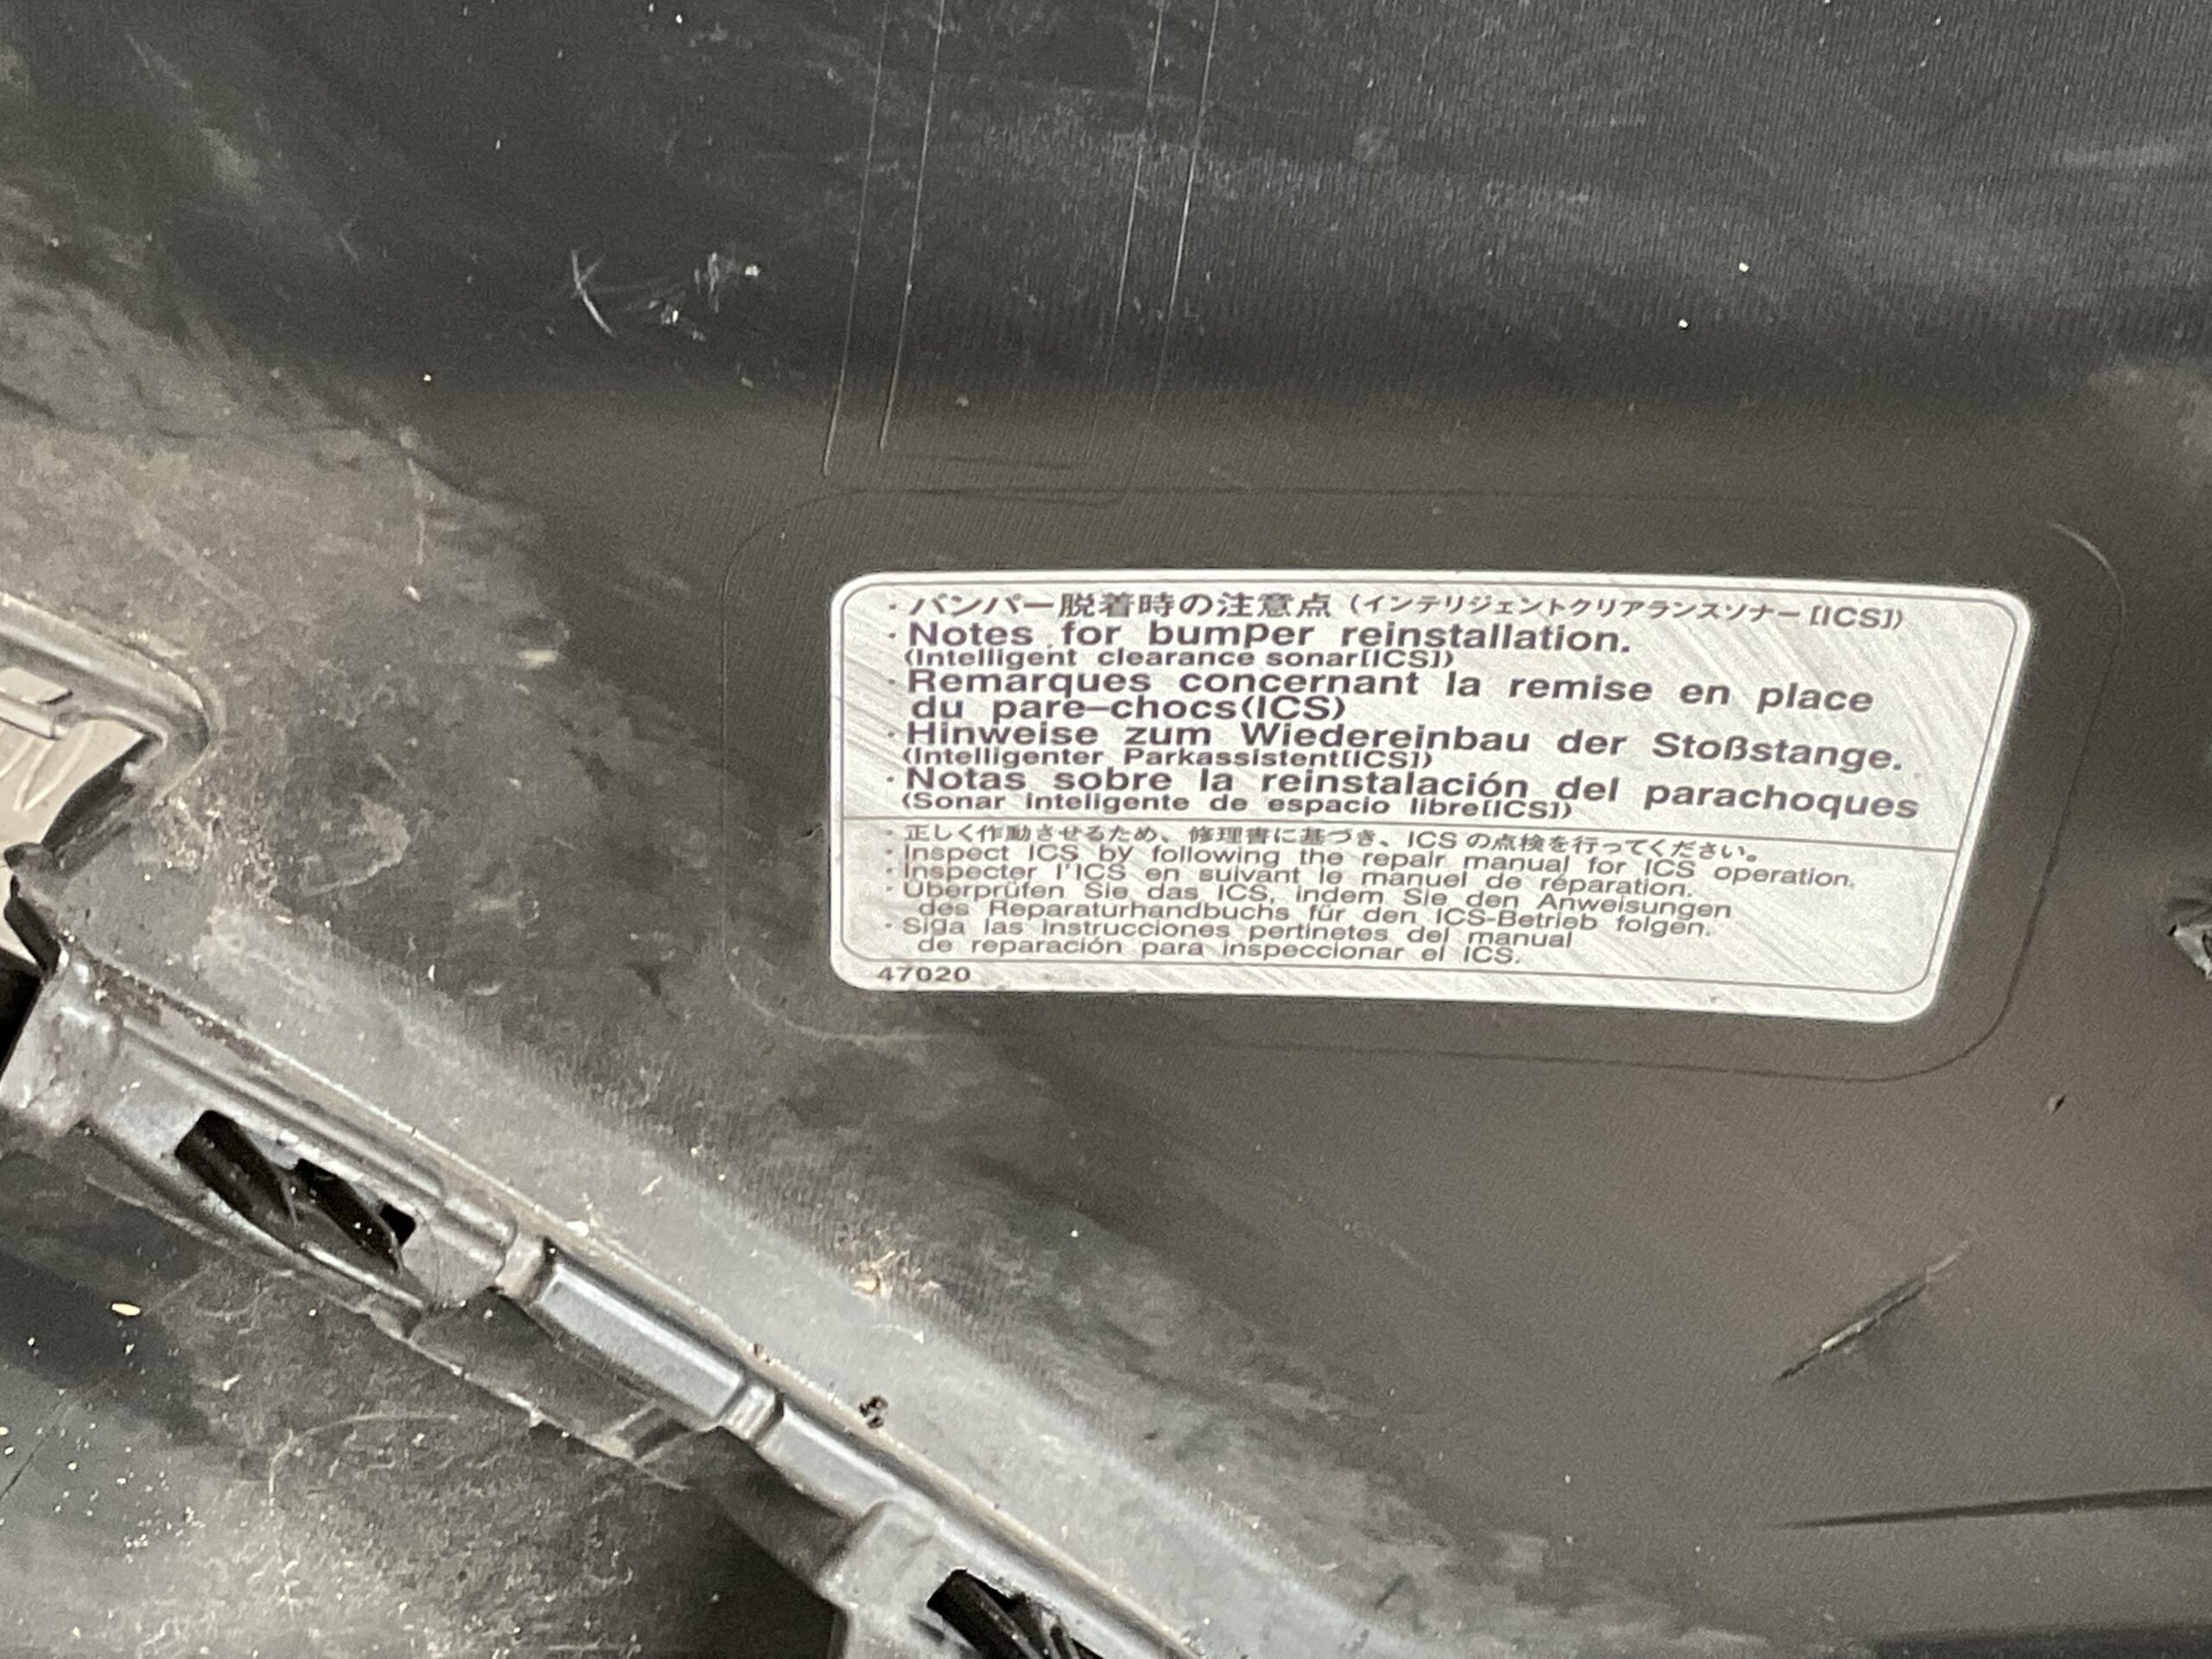 ・バンパー脱着時の注意点（インテリジェントクリアランスソナー[ICS]）
・Notes for bumper reinstallation.
(Intelligent clearance sonar[ICS])
・Remarques concernant la remise en place
du pare–chocs(ICS)
・Hinweise zum Wiedereinbau der Stoßstange.
(Intelligenter Parkassistent[ICS])
・Notas sobre la reinstalación del parachoques
(Sonar inteligente de espacio libre[ICS])
・正しく作動させるため、修理書に基づき、ICS の点検を行ってください。
・Inspect ICS by following the repair manual for ICS operation.
・Inspecter l'ICS en suivant le manuel de réparation.
・Überprüfen Sie das ICS, indem Sie den Anweisungen
des Reparaturhandbuchs für den ICS-Betrieb folgen.
・Siga las instrucciones pertinetes del manual
de reparación para inspeccionar el ICS.
47020